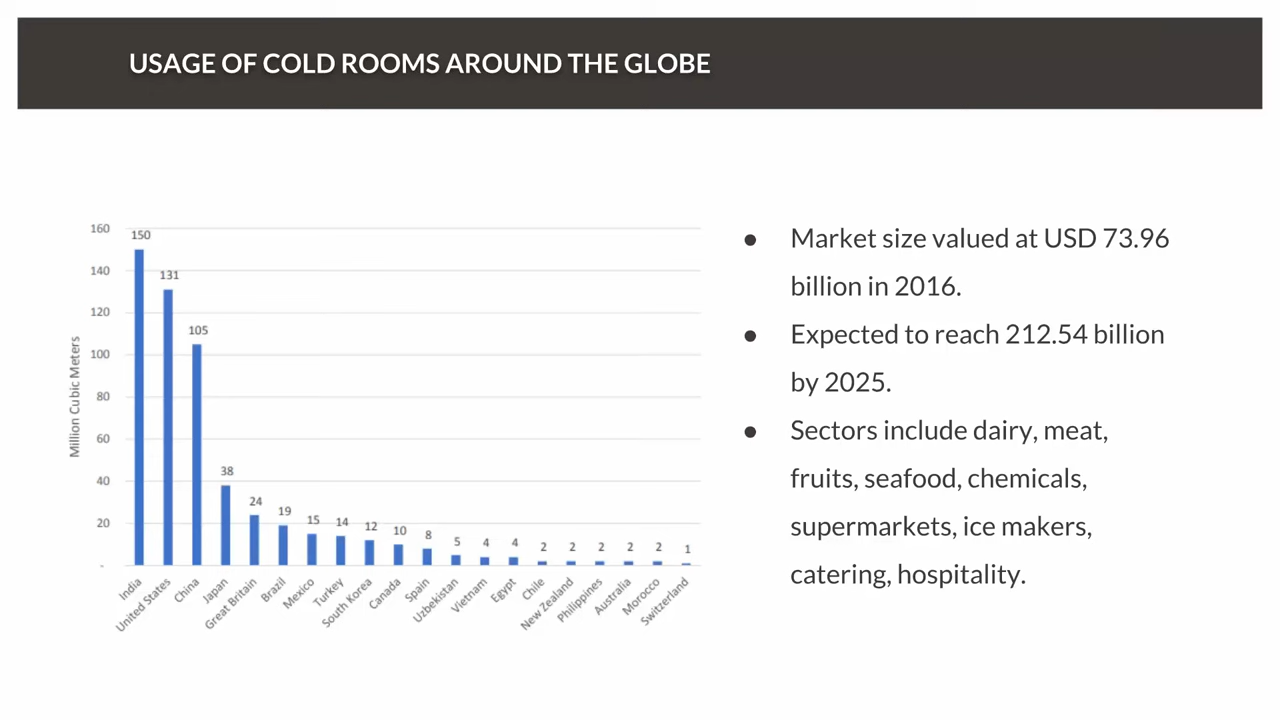 USAGE OF COLD ROOMS AROUND THE GLOBE
160
140
120
100
80
60
40
20
-
Million Cubic Meters
150
131
105
38
24
19
15
14
12
10
8
5
4
4
2
2
2
2
2
1
India
United States
China
Japan
Great Britain
Brazil
Mexico
Turkey
South Korea
Canada
Spain
Uzbekistan
Vietnam
Egypt
Chile
New Zealand
Philippines
Australia
Morocco
Switzerland
● Market size valued at USD 73.96
billion in 2016.
● Expected to reach 212.54 billion
by 2025.
● Sectors include dairy, meat,
fruits, seafood, chemicals,
supermarkets, ice makers,
catering, hospitality.